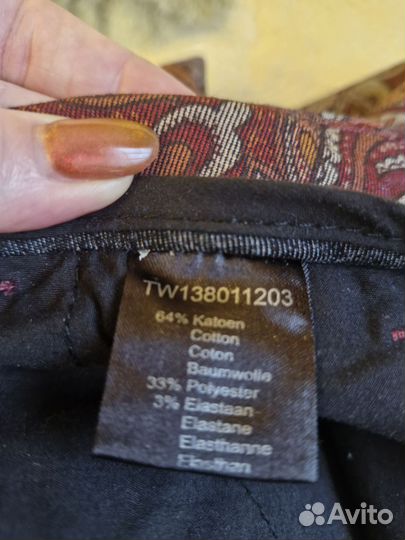 TW138011203
64% Katoen
Cotton
Coton
Baumwolle
33% Polyester
3% Elastaan
Elastane
Elasthanne
Elasthan
Avito